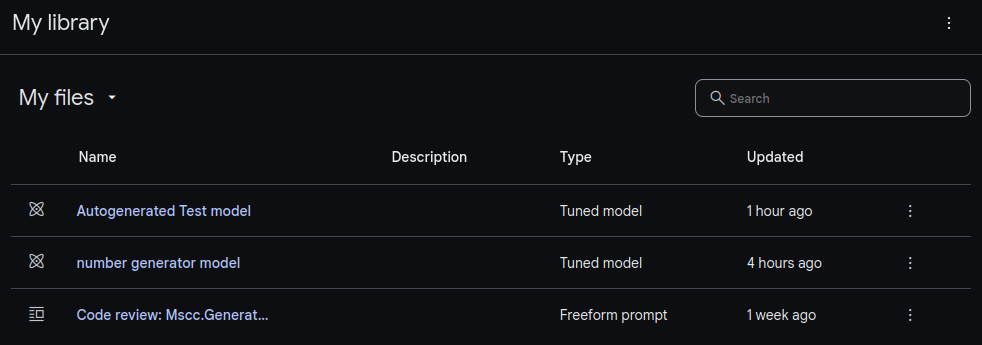 My library
My files
Search
Name Description Type Updated
Autogenerated Test model Tuned model 1 hour ago
number generator model Tuned model 4 hours ago
Code review: Mscc.Generat... Freeform prompt 1 week ago